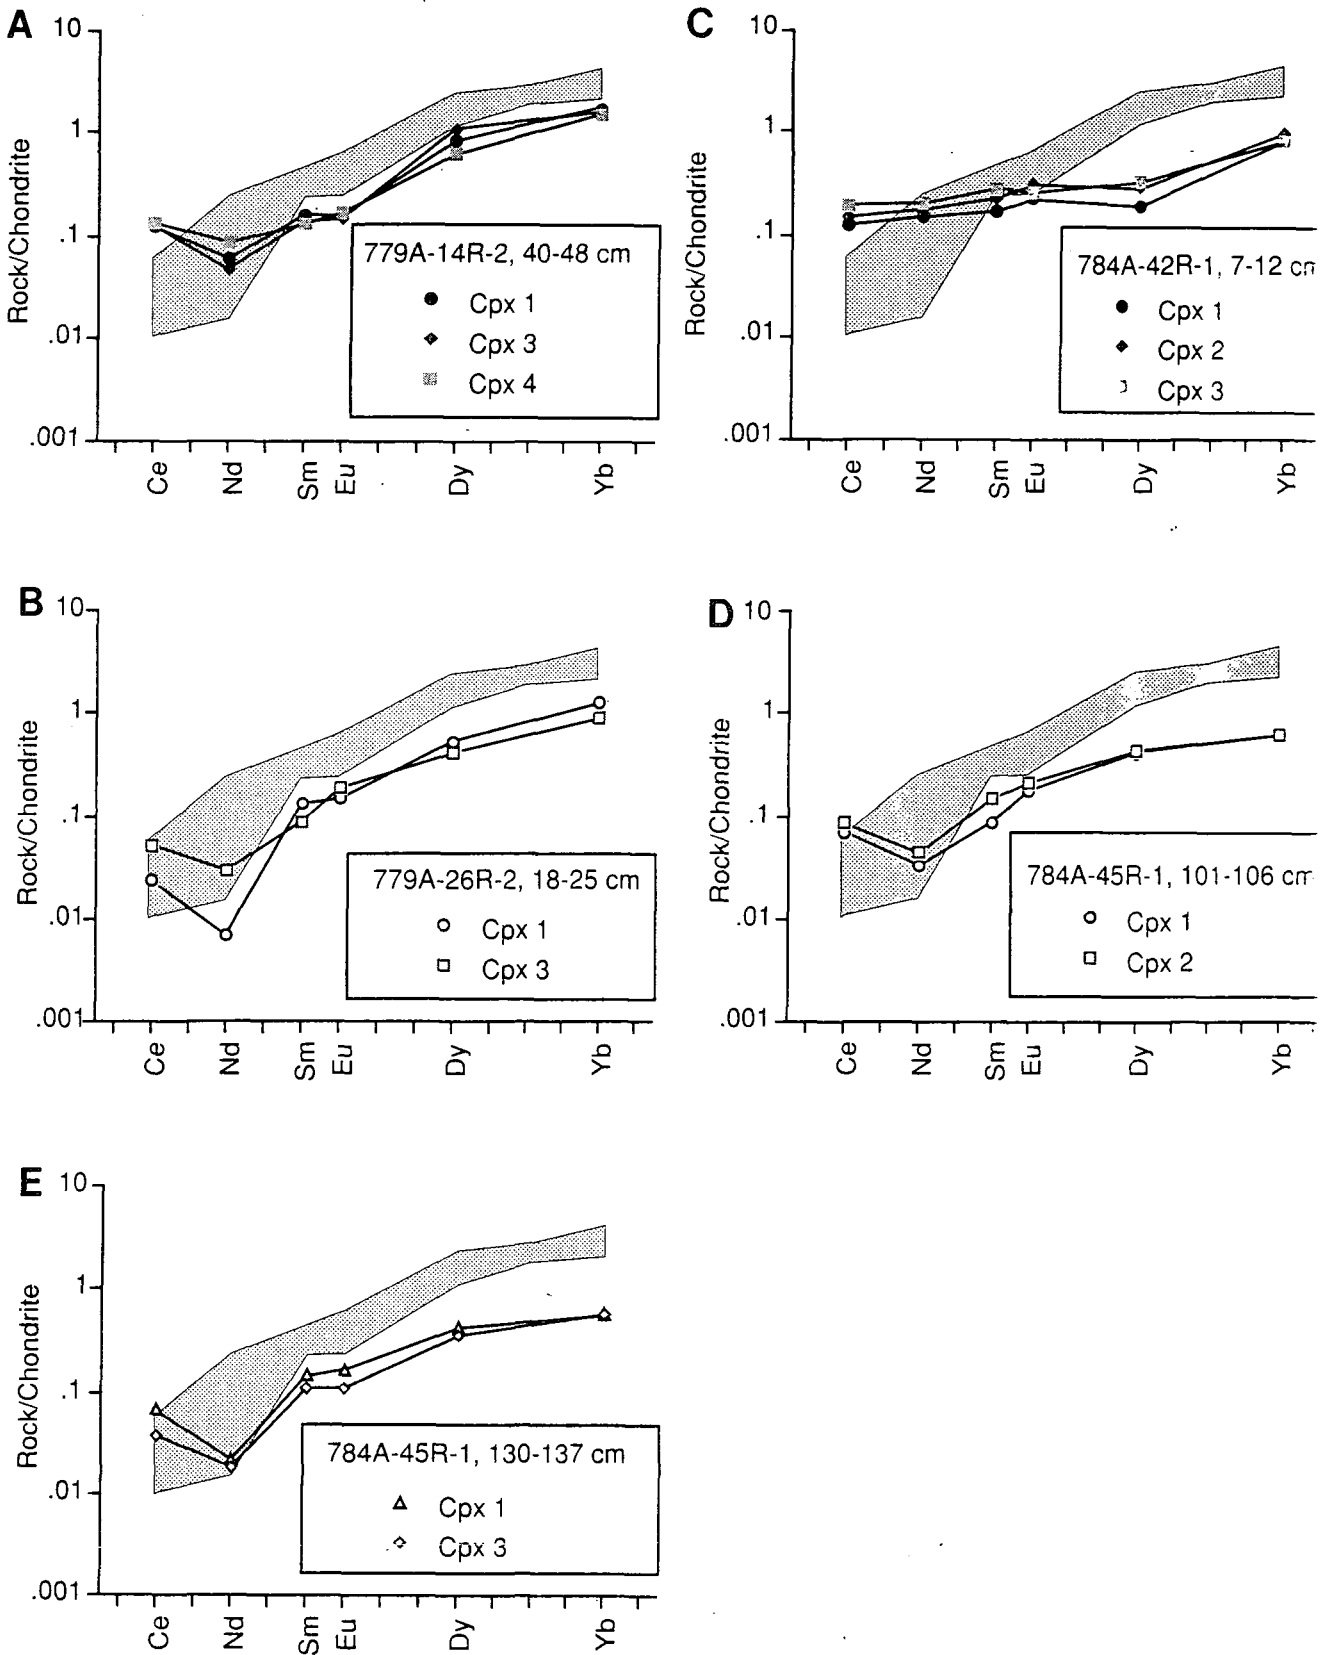 A
10
1
.1
.01
.001
Rock/Chondrite
779A-14R-2, 40-48 cm
Cpx 1
Cpx 3
Cpx 4
Ce Nd Sm Eu Dy Yb
C
10
1
.1
.01
.001
Rock/Chondrite
784A-42R-1, 7-12 cm
Cpx 1
Cpx 2
Cpx 3
Ce Nd Sm Eu Dy Yb
B
10
1
.1
.01
.001
Rock/Chondrite
779A-26R-2, 18-25 cm
Cpx 1
Cpx 3
Ce Nd Sm Eu Dy Yb
D
10
1
.1
.01
.001
Rock/Chondrite
784A-45R-1, 101-106 cm
Cpx 1
Cpx 2
Ce Nd Sm Eu Dy Yb
E
10
1
.1
.01
.001
Rock/Chondrite
784A-45R-1, 130-137 cm
Cpx 1
Cpx 3
Ce Nd Sm Eu Dy Yb